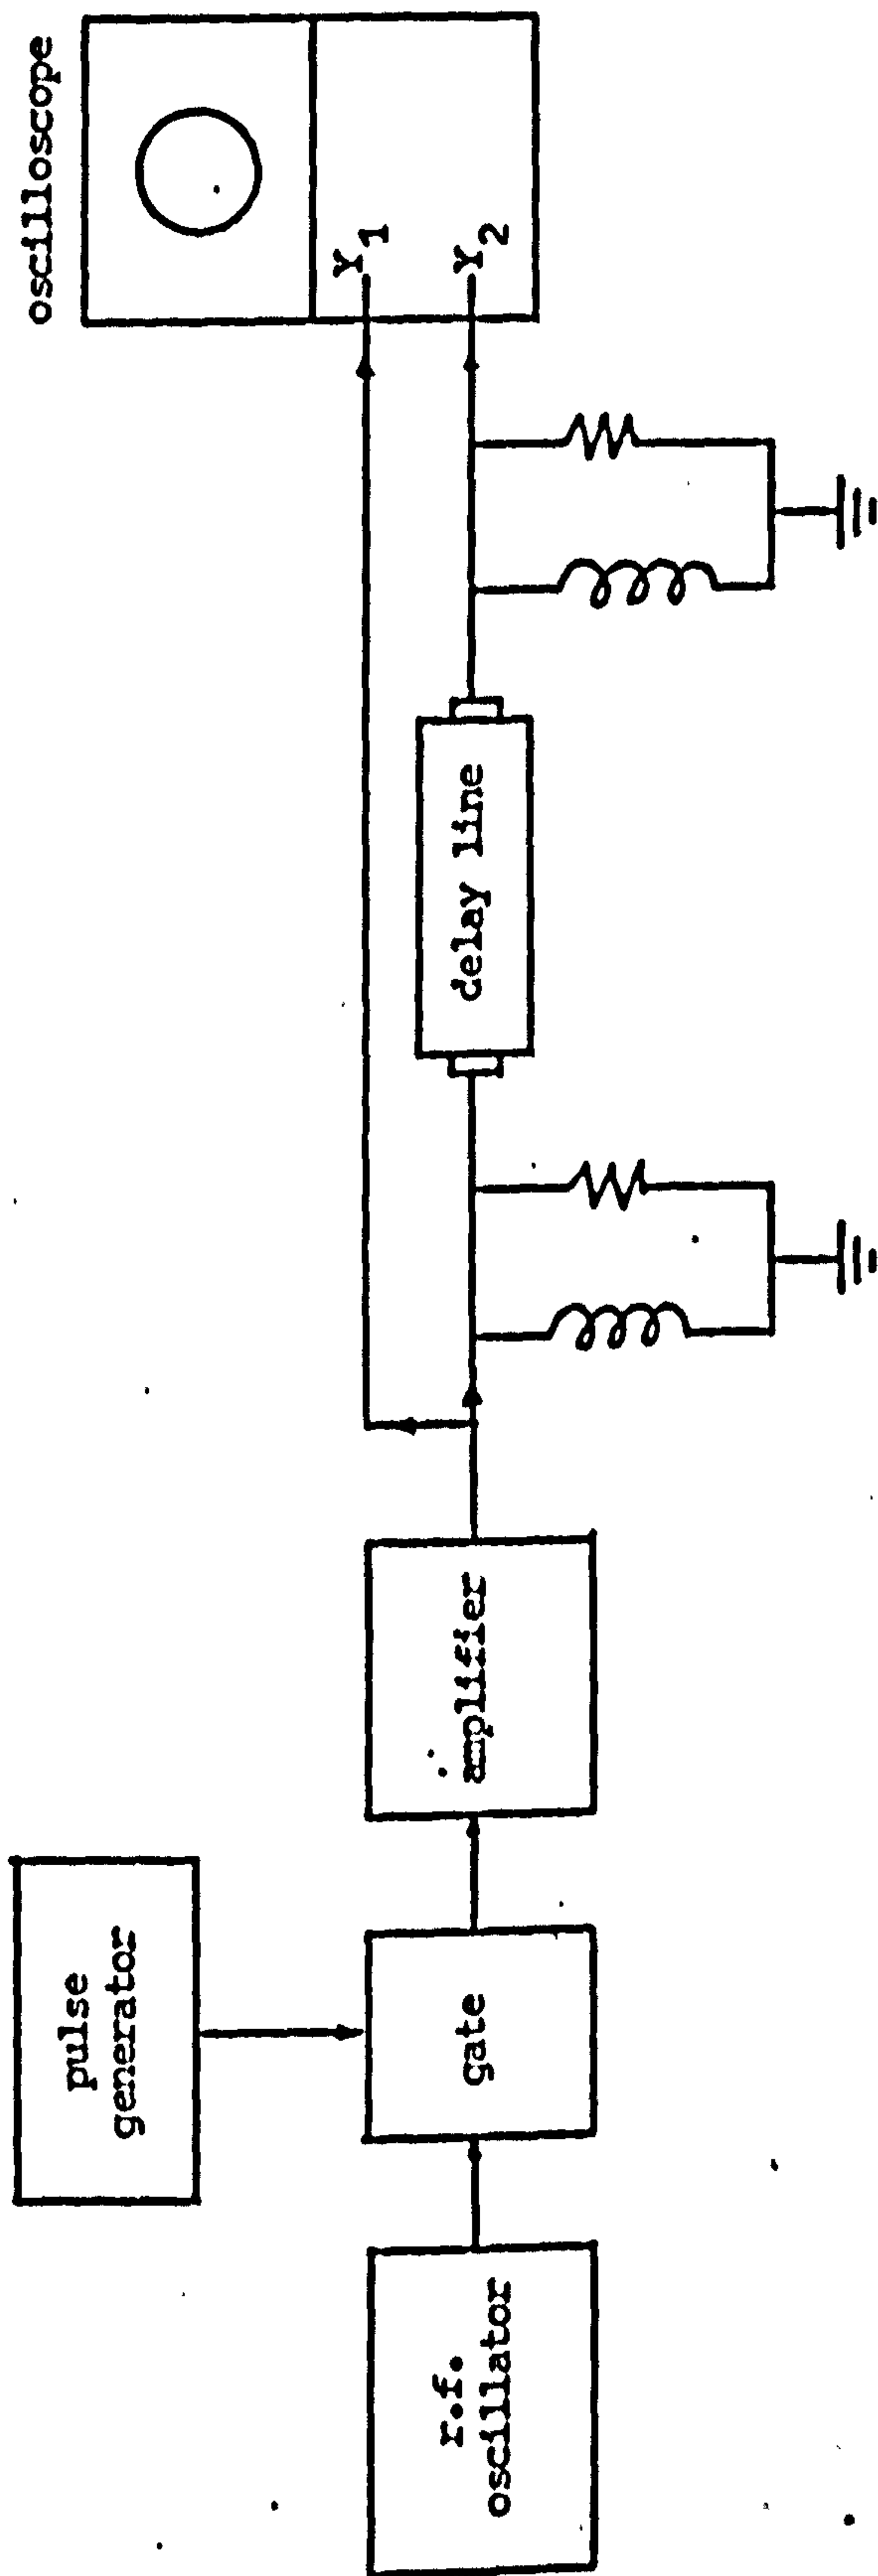 r.f.
oscillator
pulse
generator
gate
amplifier
delay line
Y1
Y2
oscilloscope